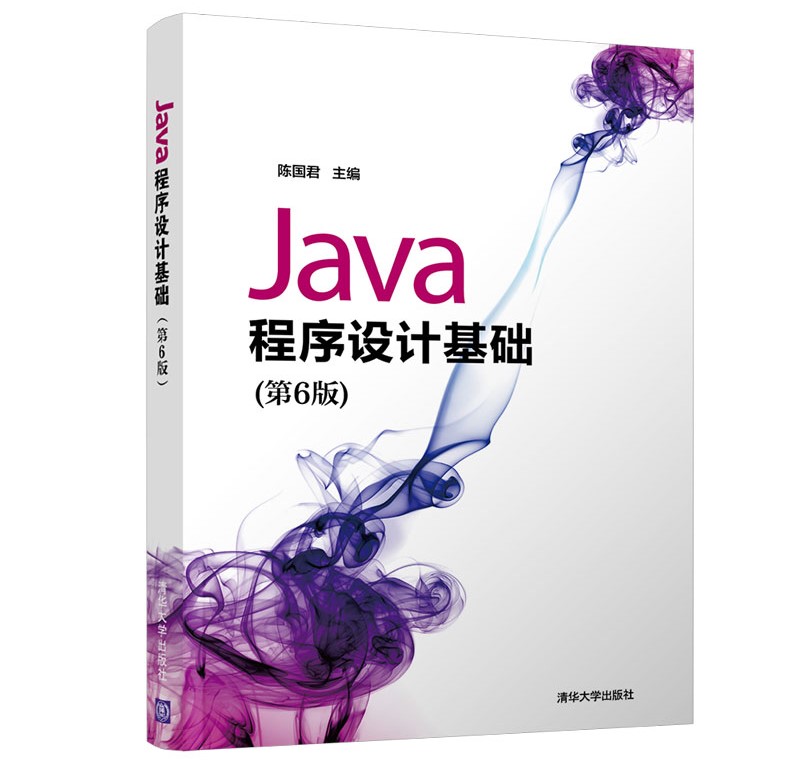 陈国君 主编
Java
程序设计基础
(第6版)
清华大学出版社
Java 程序设计基础 (第6版)
清华大学出版社